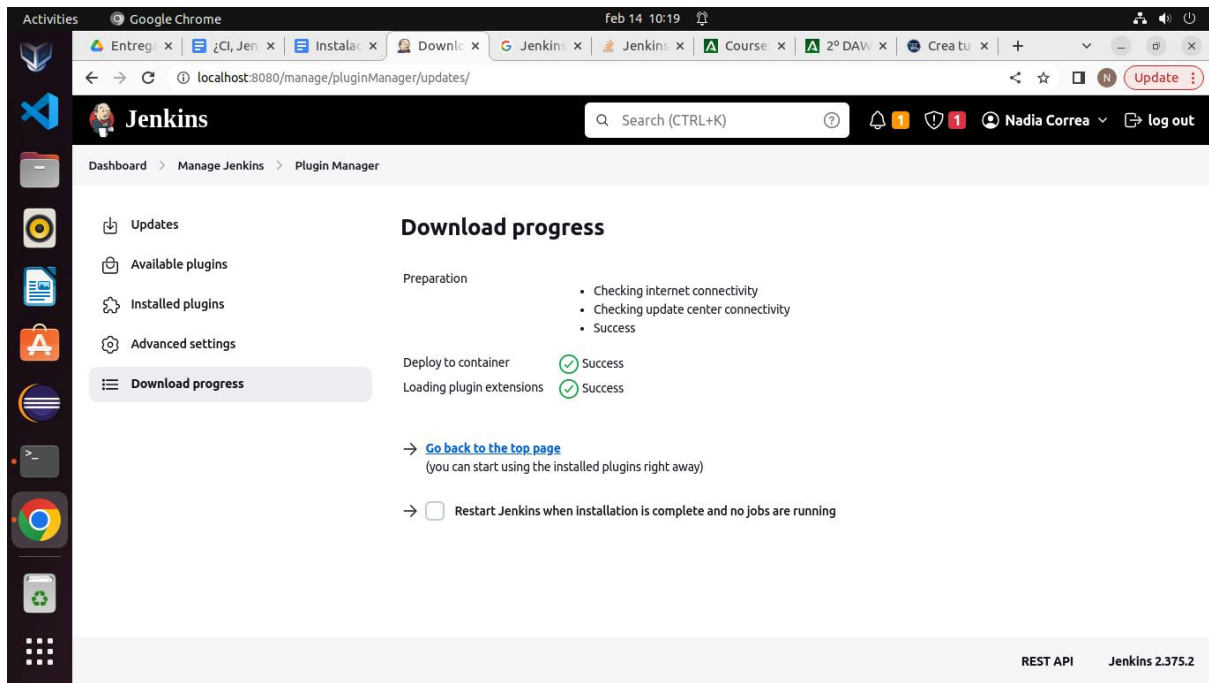 Activities Google Chrome feb 14 10:19
Entrega ¿CI, Jen Instalac Downlo Jenkins Jenkins Course 2º DAW Crea tu
localhost:8080/manage/pluginManager/updates/ N Update
Jenkins Search (CTRL+K) 1 1 Nadia Correa log out
Dashboard > Manage Jenkins > Plugin Manager
Updates
Available plugins
Installed plugins
Advanced settings
Download progress
Download progress
Preparation
• Checking internet connectivity
• Checking update center connectivity
• Success
Deploy to container Success
Loading plugin extensions Success
→ Go back to the top page
(you can start using the installed plugins right away)
→ Restart Jenkins when installation is complete and no jobs are running
REST API Jenkins 2.375.2